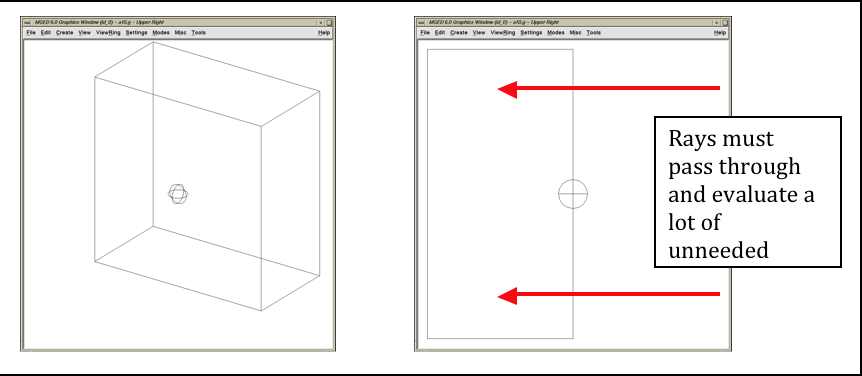 MGED 6.0 Graphics Window (id_0) – a10.g – Upper Right
File Edit Create View ViewRing Settings Modes Misc Tools Help
MGED 6.0 Graphics Window (id_0) – a10.g – Upper Right
File Edit Create View ViewRing Settings Modes Misc Tools Help
Rays must
pass through
and evaluate a
lot of
unneeded